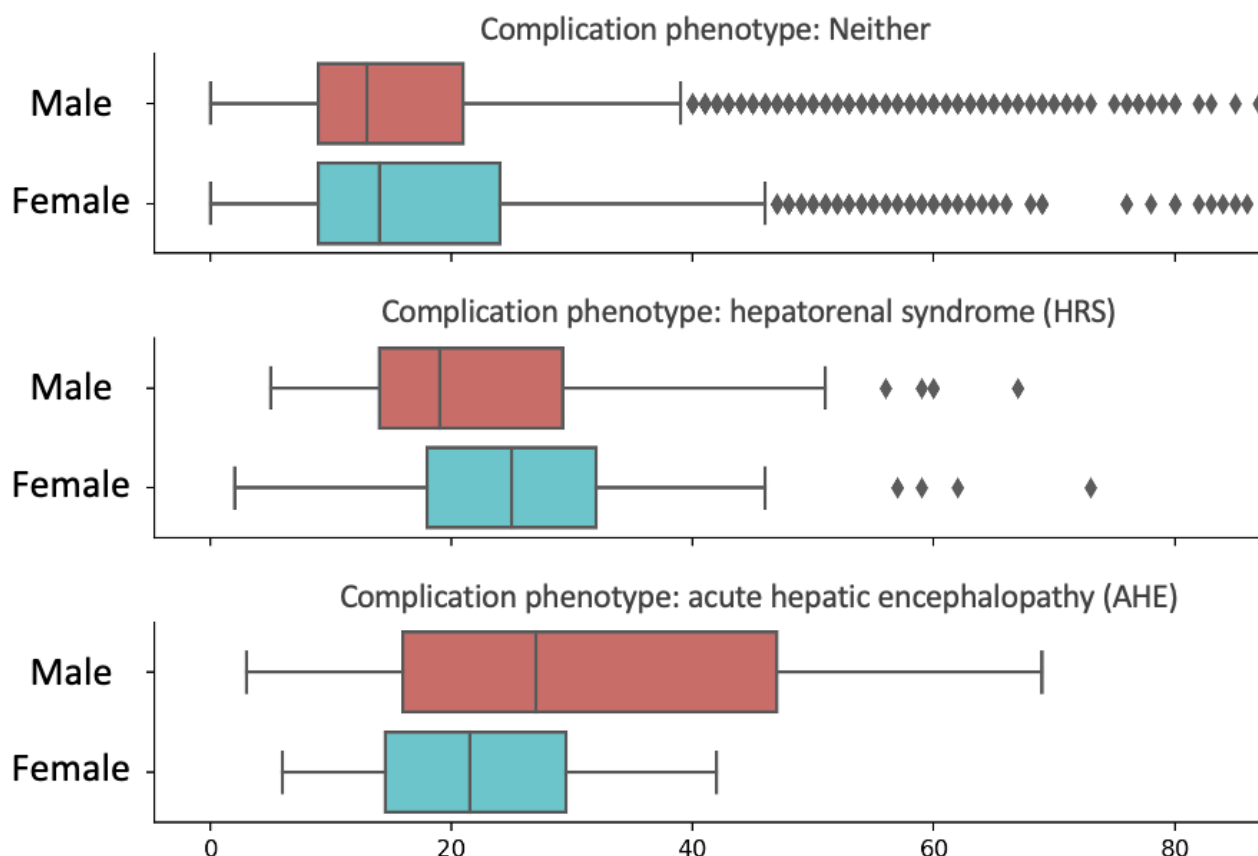 Complication phenotype: Neither
Male
Female
Complication phenotype: hepatorenal syndrome (HRS)
Male
Female
Complication phenotype: acute hepatic encephalopathy (AHE)
Male
Female
0 20 40 60 80